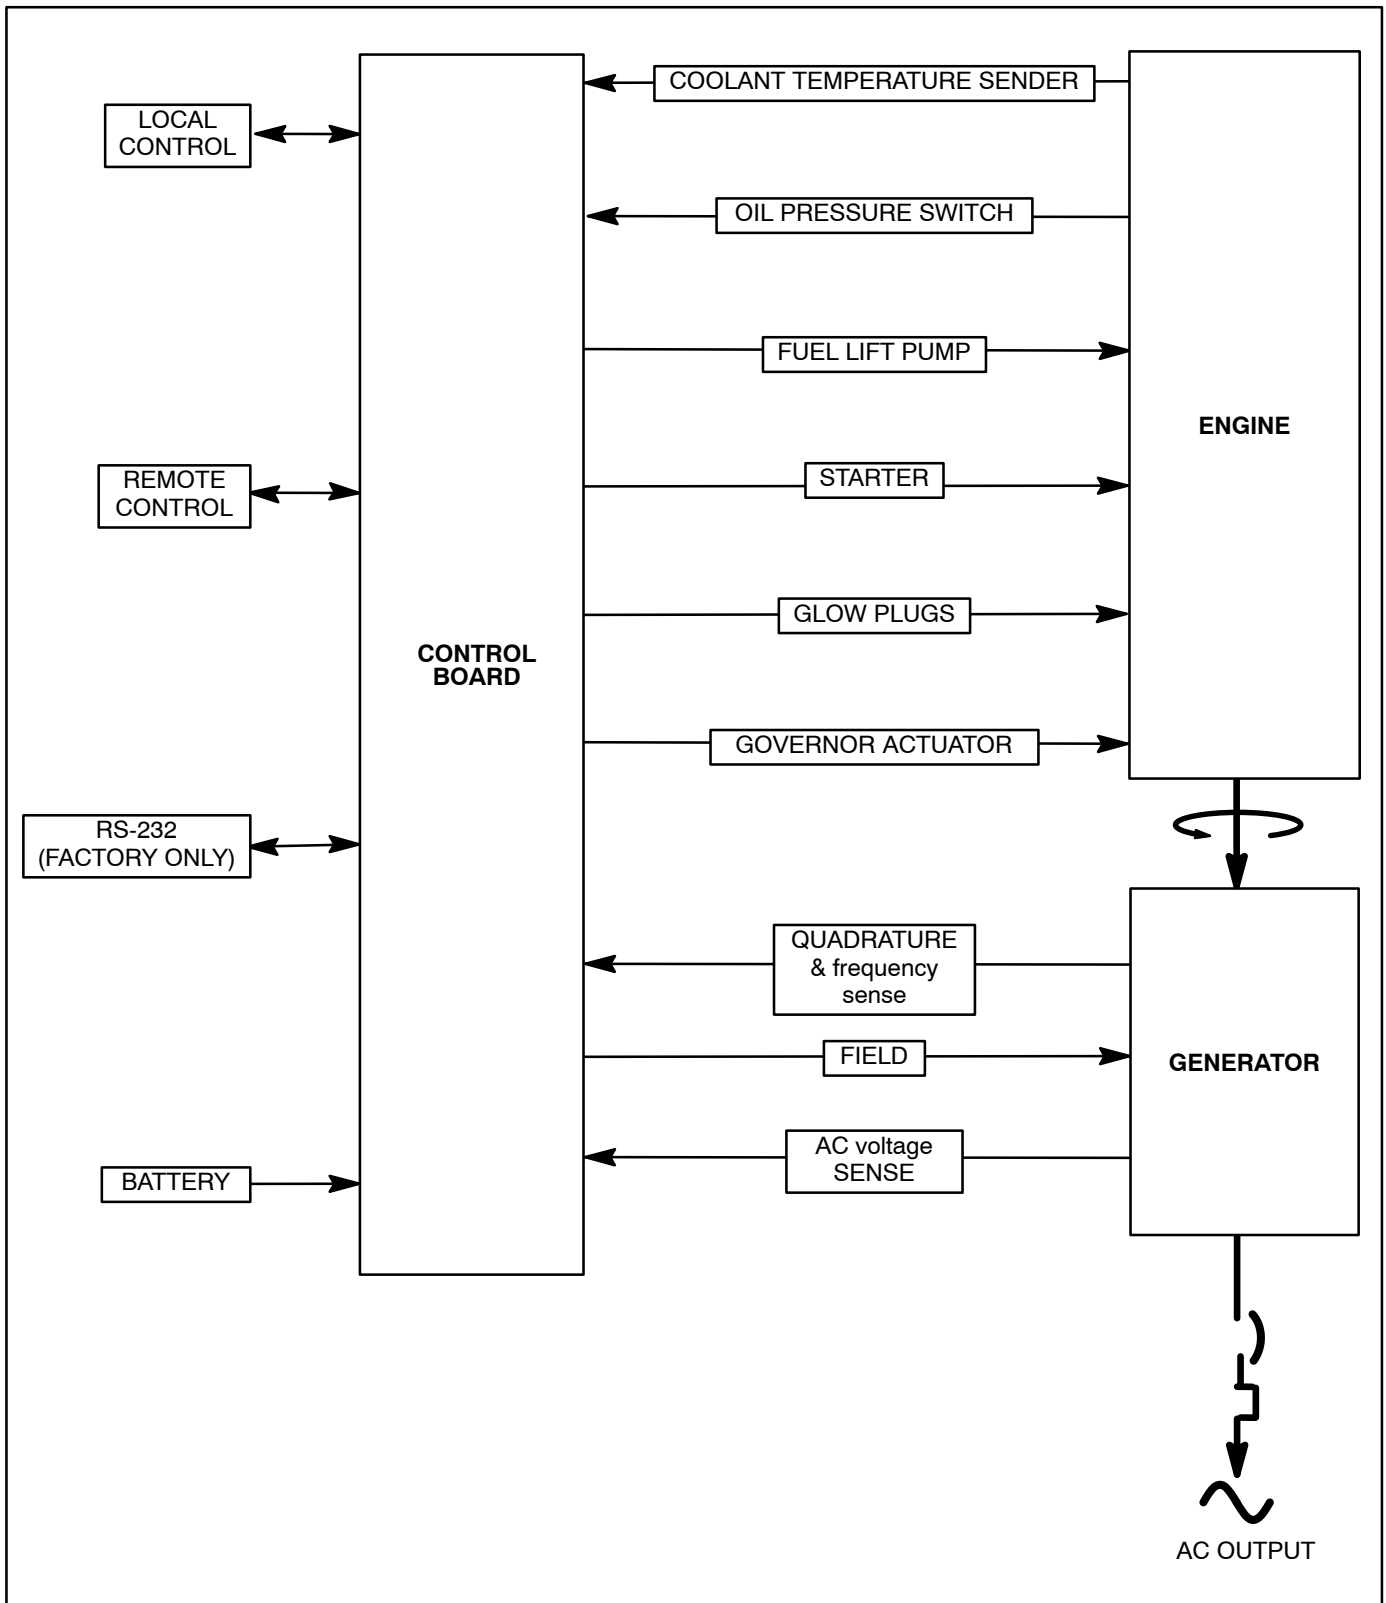 COOLANT TEMPERATURE SENDER
LOCAL
CONTROL
OIL PRESSURE SWITCH
FUEL LIFT PUMP
ENGINE
REMOTE
CONTROL
STARTER
GLOW PLUGS
CONTROL
BOARD
GOVERNOR ACTUATOR
RS-232
(FACTORY ONLY)
QUADRATURE
& frequency
sense
FIELD
GENERATOR
AC voltage
SENSE
BATTERY
AC OUTPUT